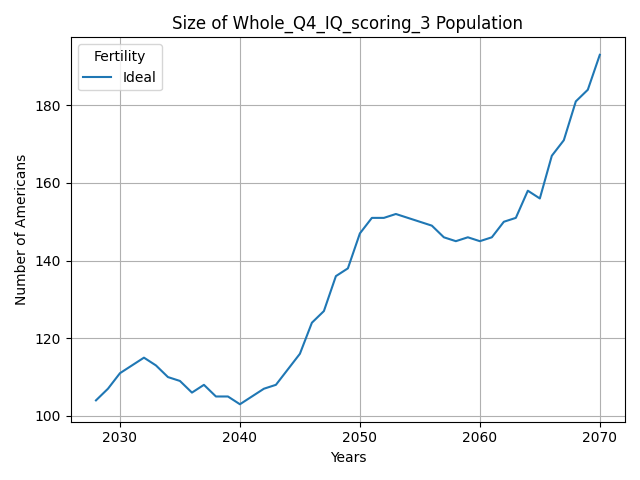 Size of Whole_Q4_IQ_scoring_3 Population
Fertility
Ideal
Number of Americans
180
160
140
120
100
2030
2040
2050
2060
2070
Years